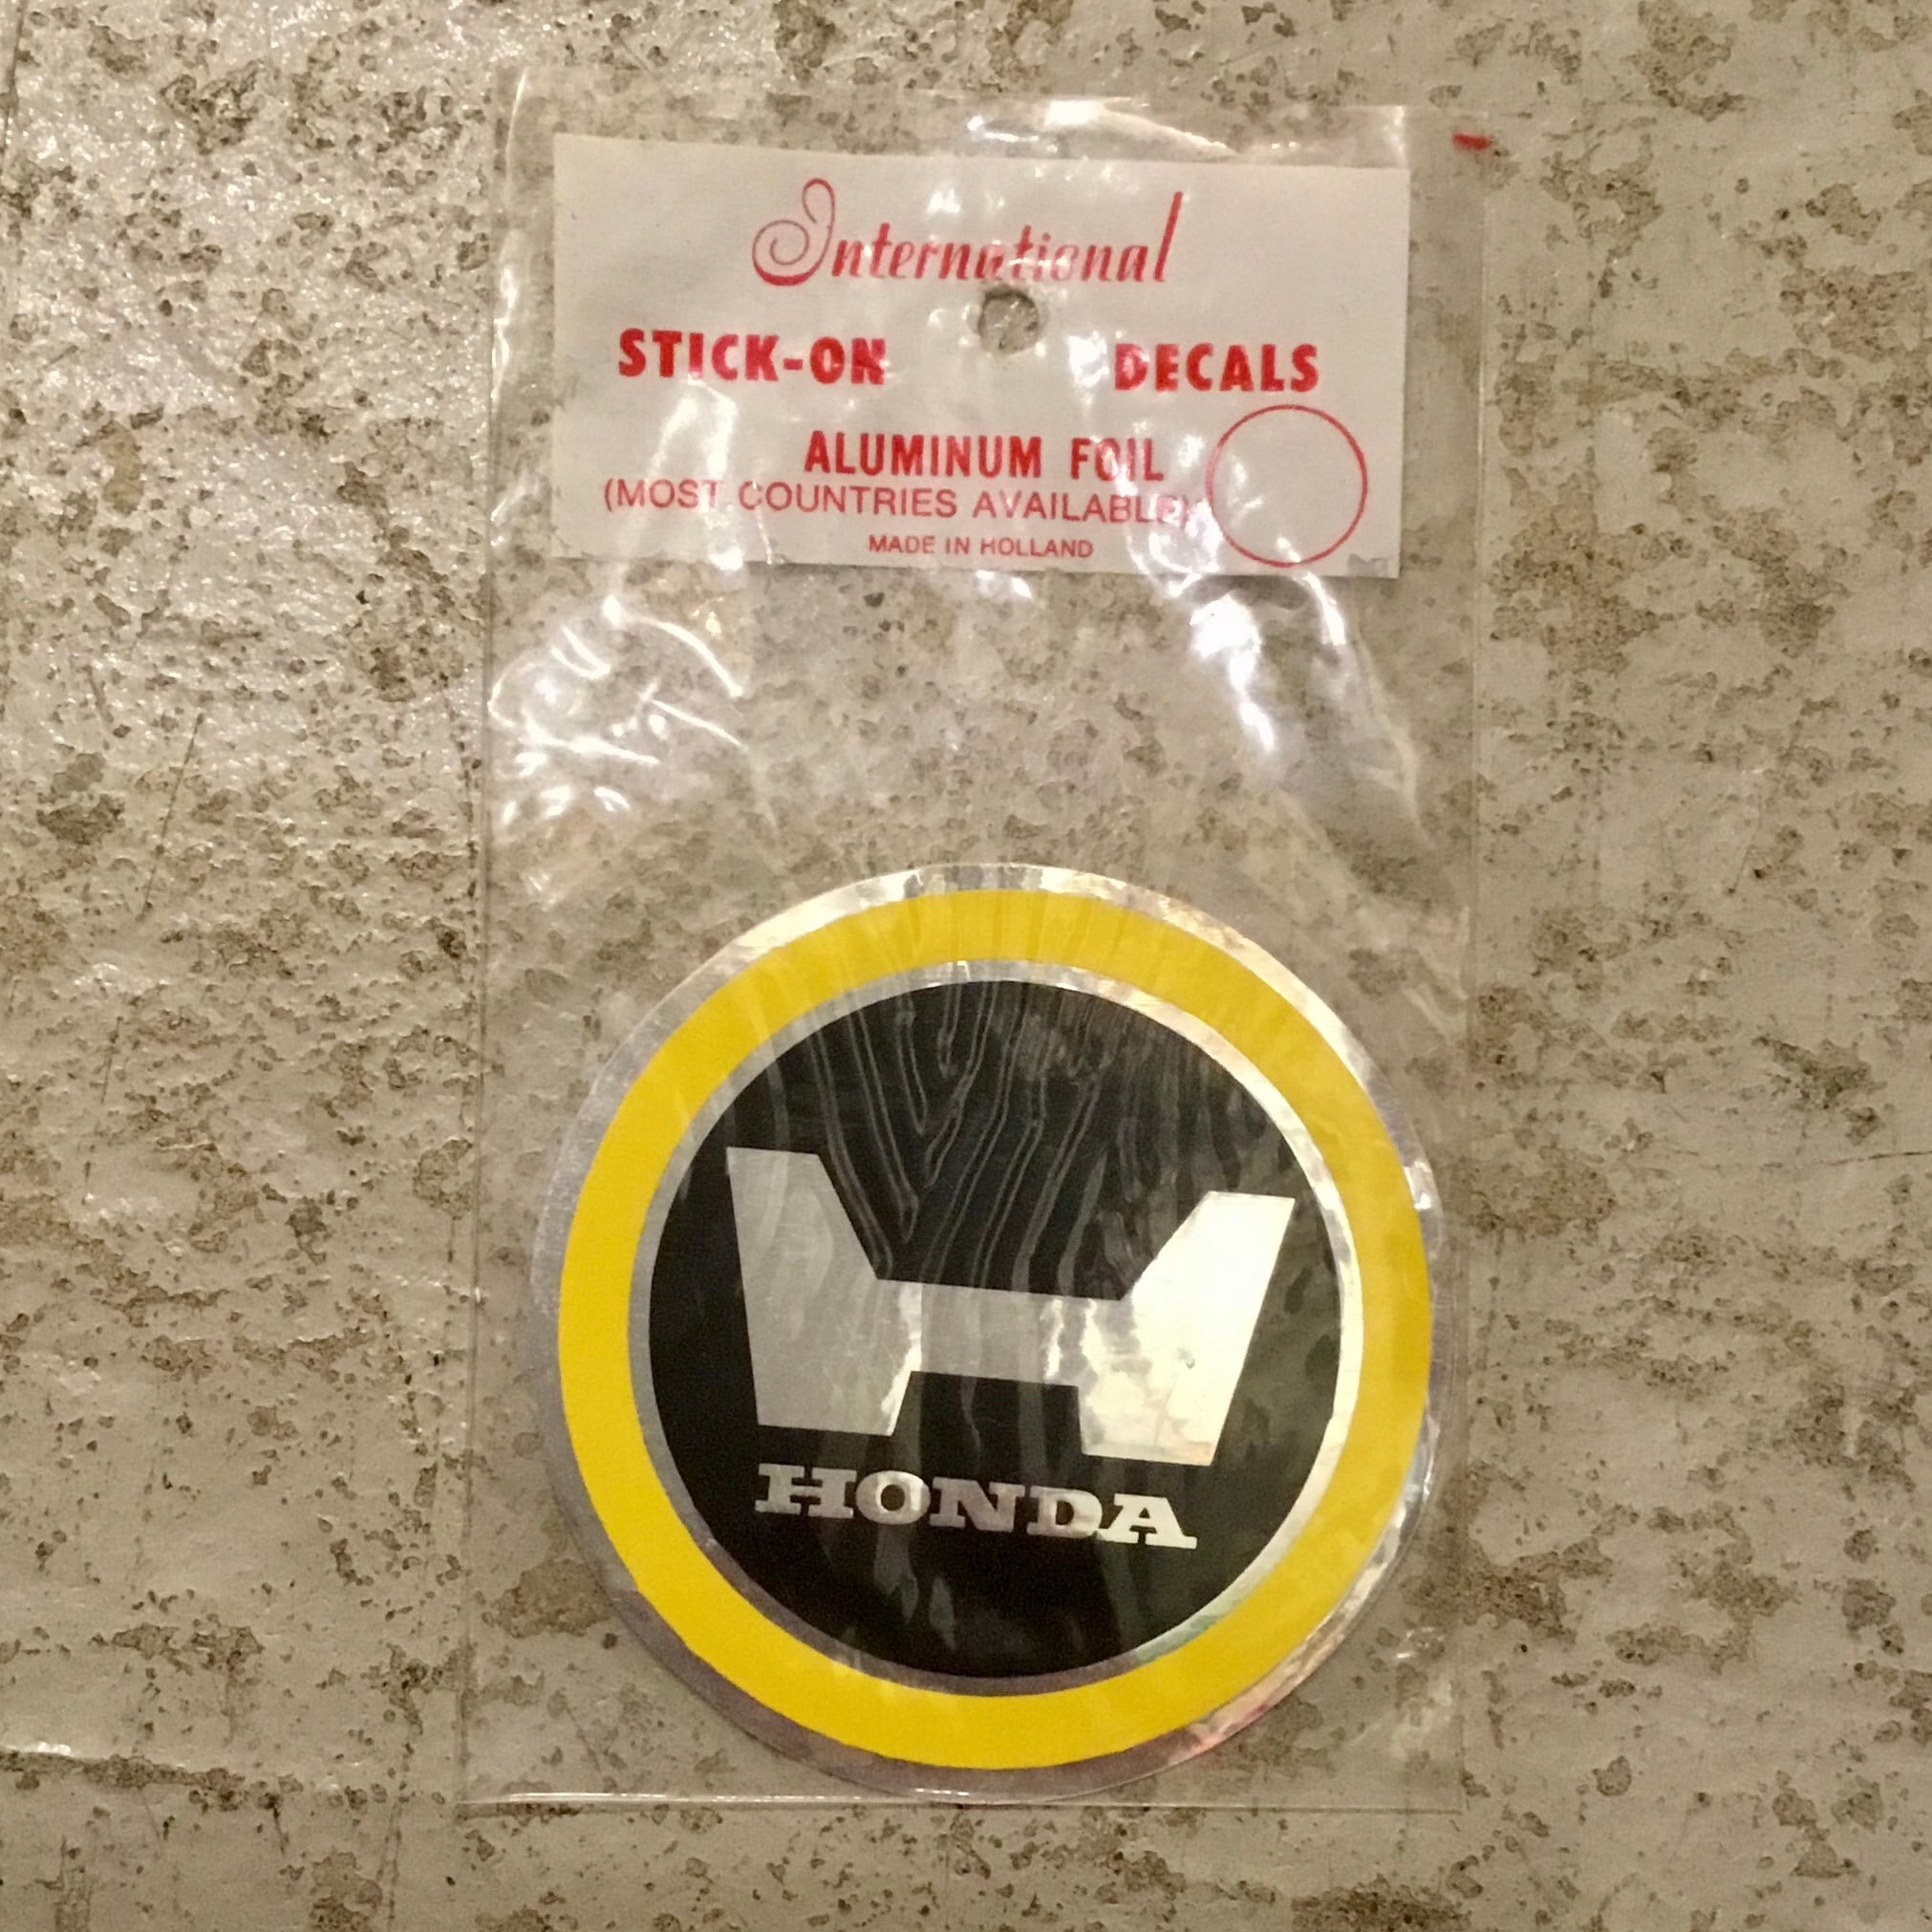 International
STICK-ON DECALS
ALUMINUM FOIL
(MOST COUNTRIES AVAILABLE)
MADE IN HOLLAND
HONDA